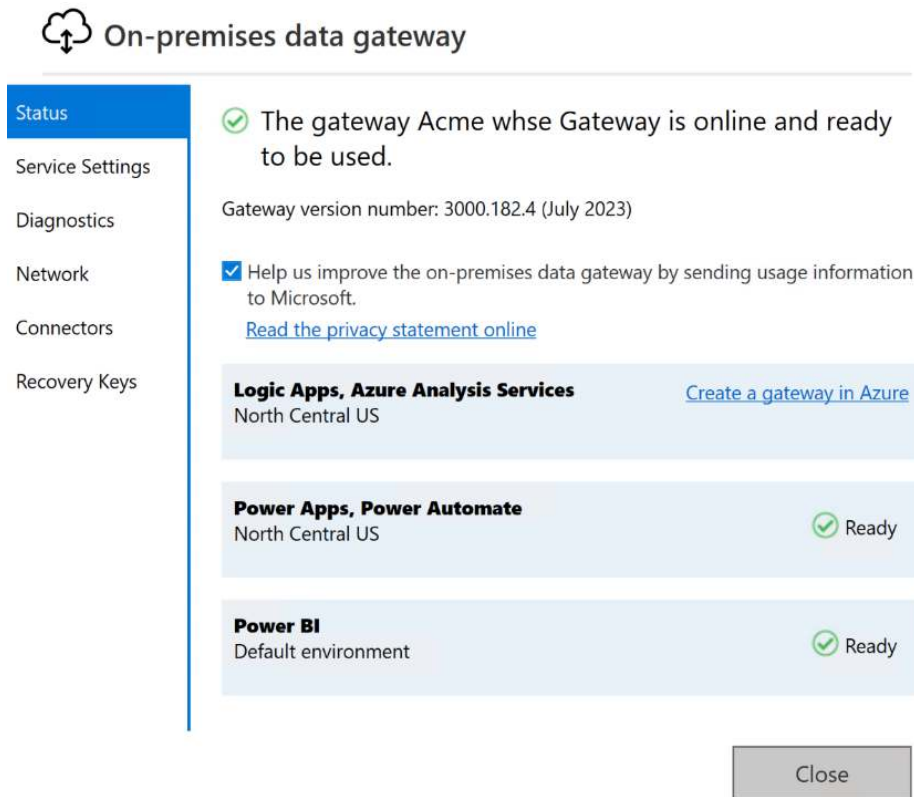 On-premises data gateway
Status
Service Settings
Diagnostics
Network
Connectors
Recovery Keys
The gateway Acme whse Gateway is online and ready
to be used.
Gateway version number: 3000.182.4 (July 2023)
Help us improve the on-premises data gateway by sending usage information
to Microsoft.
Read the privacy statement online
Logic Apps, Azure Analysis Services
North Central US
Create a gateway in Azure
Power Apps, Power Automate
North Central US
Ready
Power BI
Default environment
Ready
Close